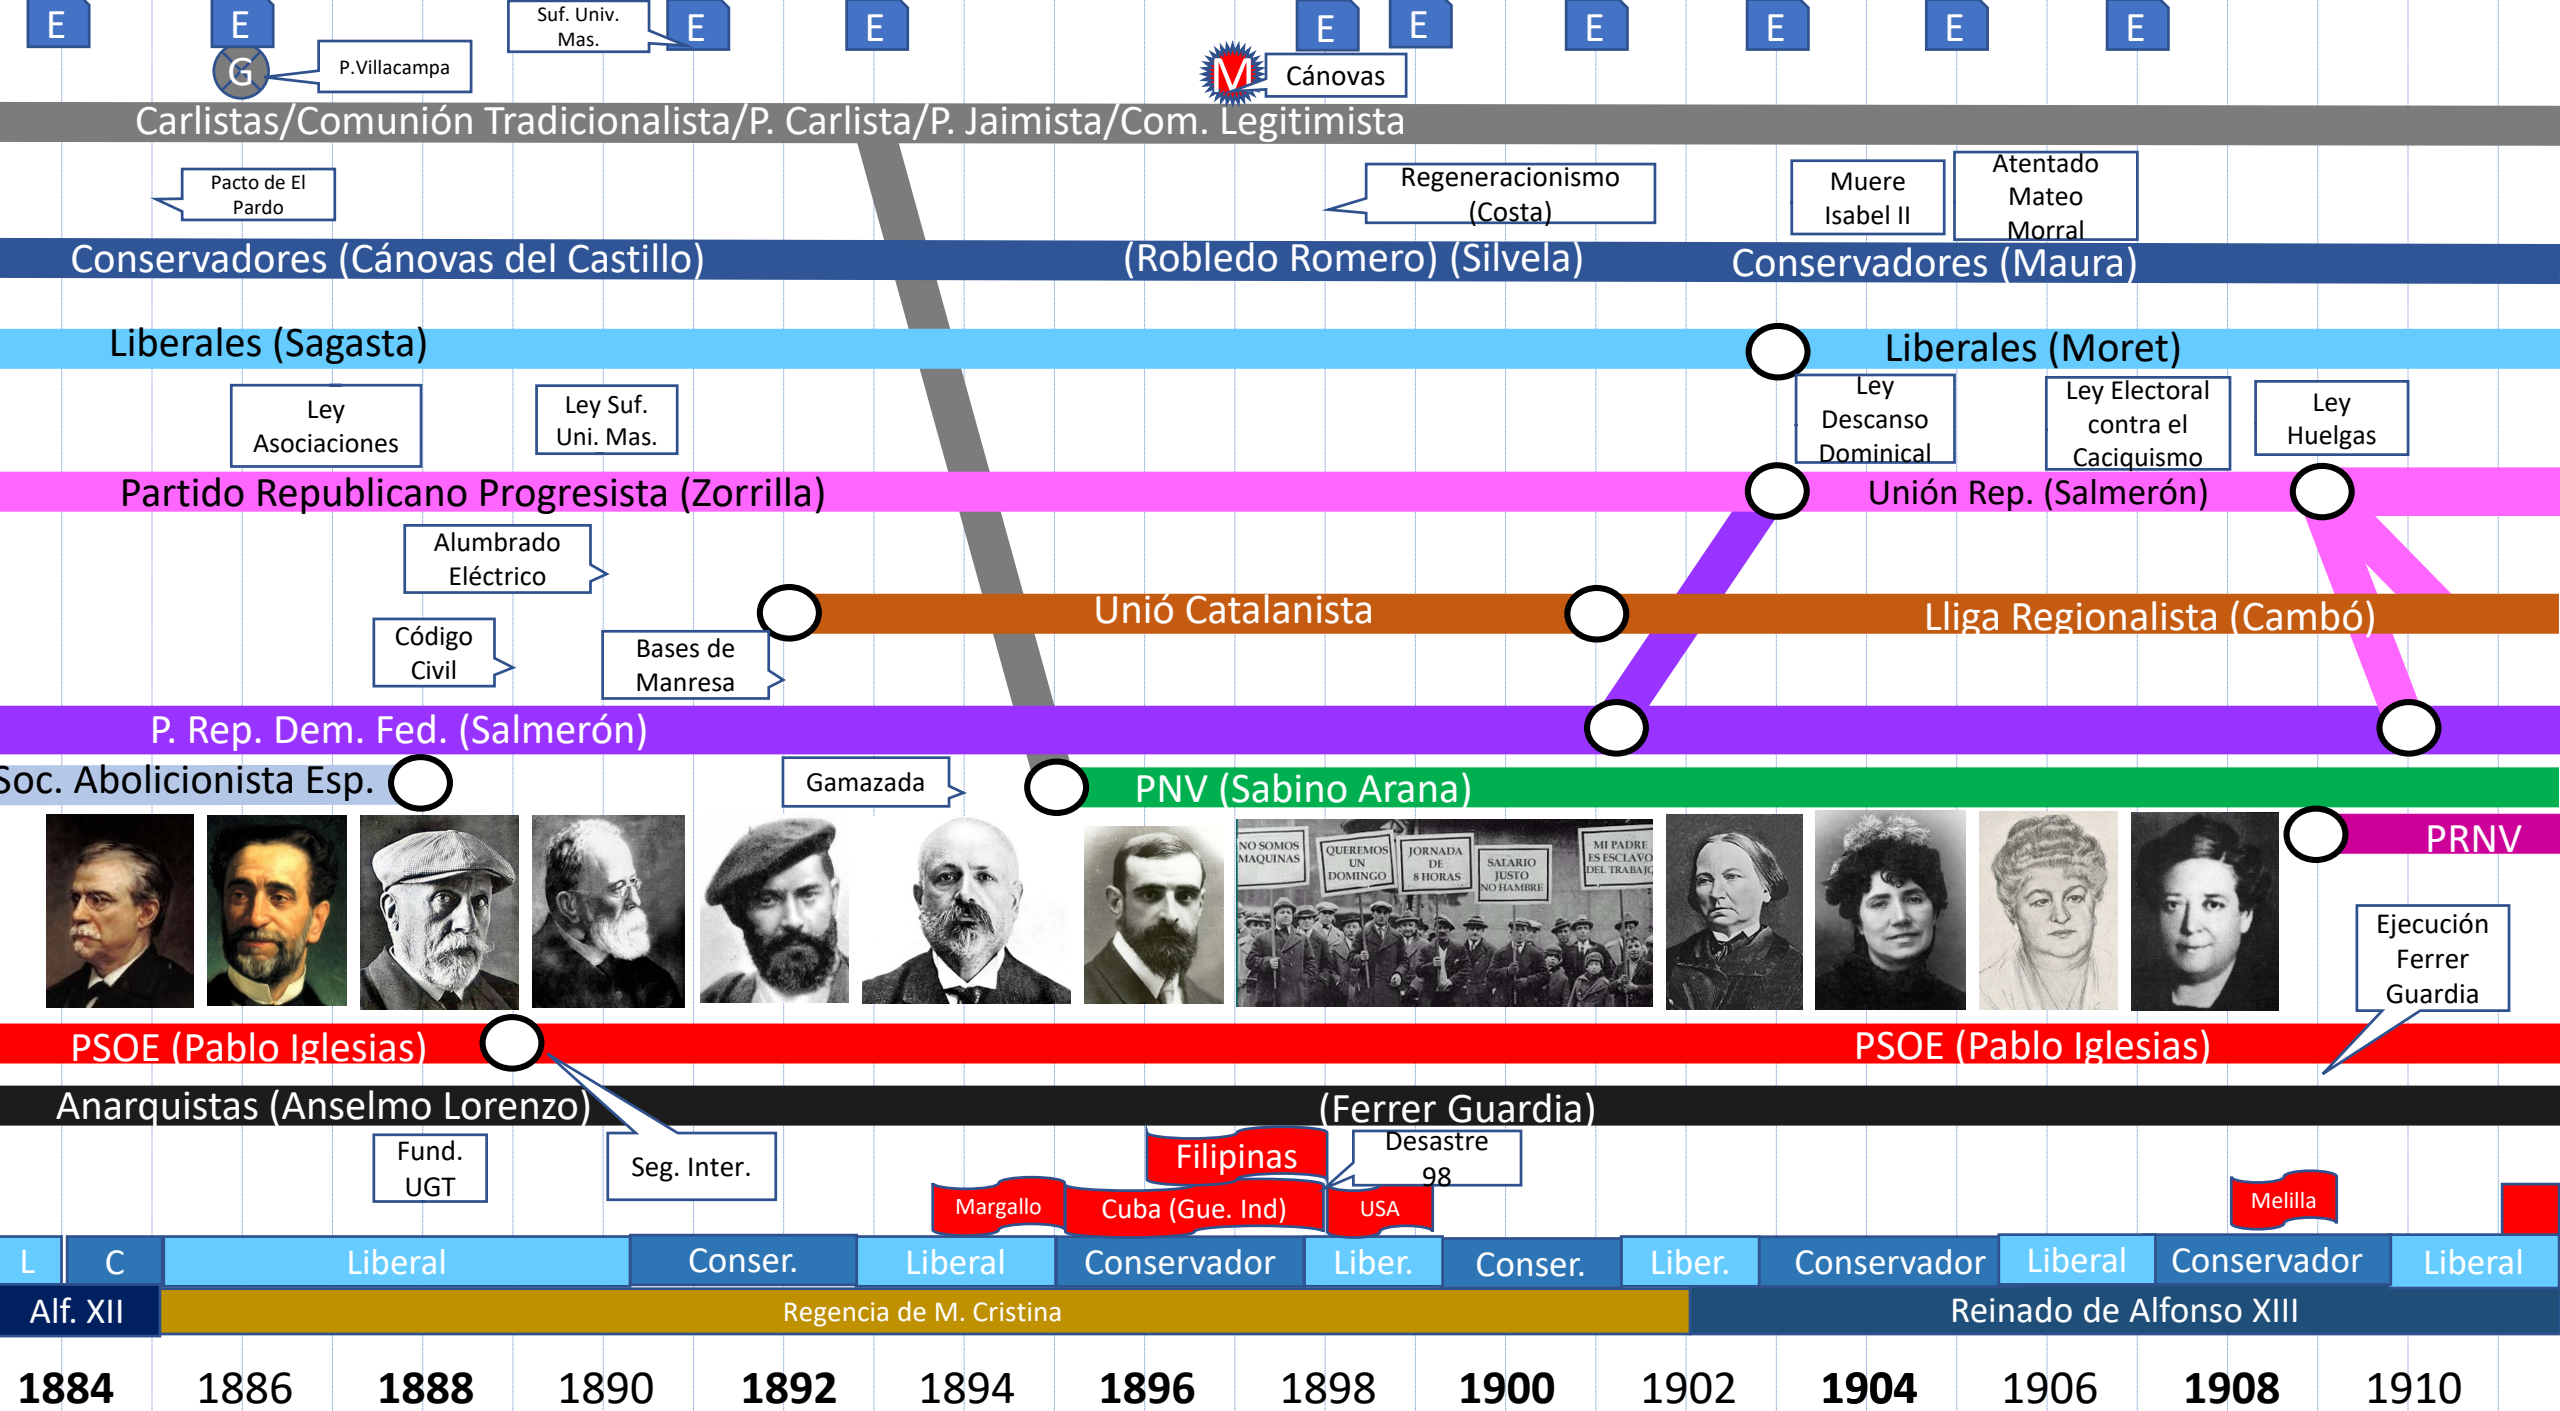 E
E
E
E
E
E
E
E
E
E
Suf. Univ.
Mas.
G
P.Villacampa
M
Cánovas
Carlistas/Comunión Tradicionalista/P. Carlista/P. Jaimista/Com. Legitimista
Pacto de El
Pardo
Regeneracionismo
(Costa)
Muere
Isabel II
Atentado
Mateo
Morral
Conservadores (Cánovas del Castillo)
(Robledo Romero) (Silvela)
Conservadores (Maura)
Liberales (Sagasta)
Liberales (Moret)
Ley
Asociaciones
Ley Suf.
Uni. Mas.
Ley
Descanso
Dominical
Ley Electoral
contra el
Caciquismo
Ley
Huelgas
Partido Republicano Progresista (Zorrilla)
Unión Rep. (Salmerón)
Alumbrado
Eléctrico
Unió Catalanista
Lliga Regionalista (Cambó)
Código
Civil
Bases de
Manresa
P. Rep. Dem. Fed. (Salmerón)
Soc. Abolicionista Esp.
Gamazada
PNV (Sabino Arana)
PRNV
NO SOMOS
MAQUINAS
QUEREMOS
UN
DOMINGO
JORNADA
DE
8 HORAS
SALARIO
JUSTO
NO HAMBRE
MI PADRE
ES ESCLAVO
DEL TRABAJO
Ejecución
Ferrer
Guardia
PSOE (Pablo Iglesias)
PSOE (Pablo Iglesias)
Anarquistas (Anselmo Lorenzo)
(Ferrer Guardia)
Fund.
UGT
Seg. Inter.
Filipinas
Desastre
98
Margallo
Cuba (Gue. Ind)
USA
Melilla
L
C
Liberal
Conser.
Liberal
Conservador
Liber.
Conser.
Liber.
Conservador
Liberal
Conservador
Liberal
Alf. XII
Regencia de M. Cristina
Reinado de Alfonso XIII
1884
1886
1888
1890
1892
1894
1896
1898
1900
1902
1904
1906
1908
1910